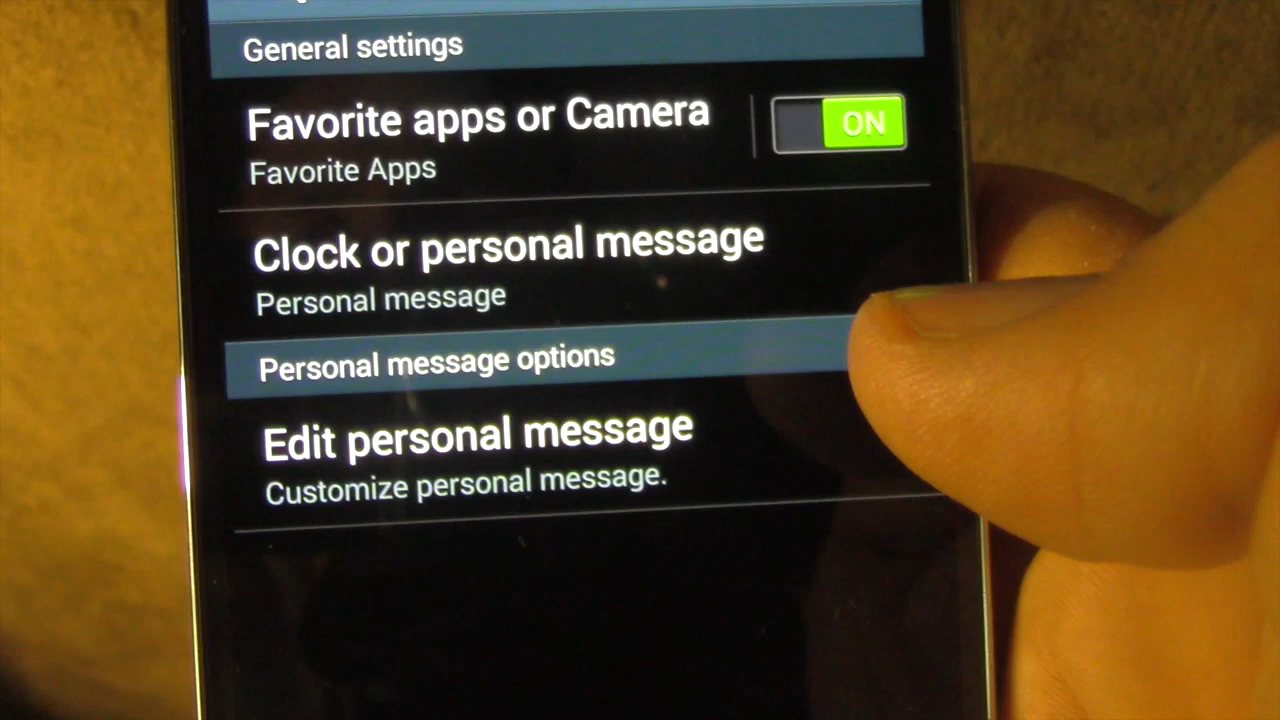 General settings
Favorite apps or Camera
ON
Favorite Apps
Clock or personal message
Personal message
Personal message options
Edit personal message
Customize personal message.